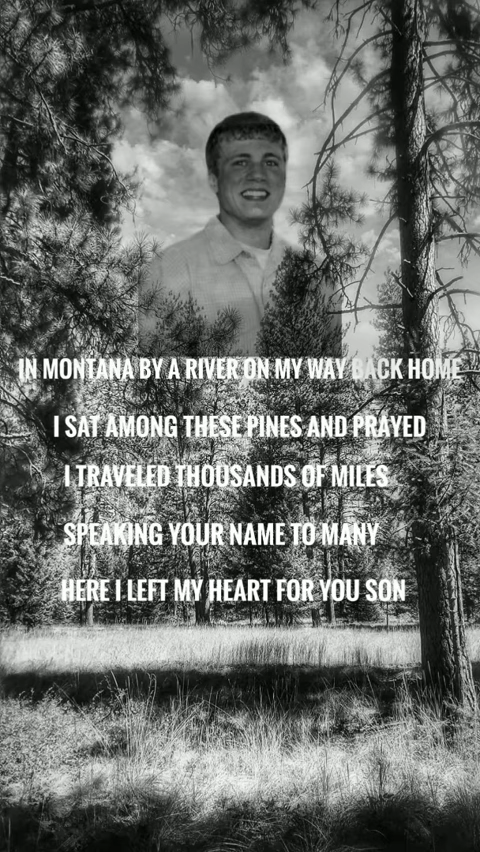 IN MONTANA BY A RIVER ON MY WAY BACK HOME
I SAT AMONG THESE PINES AND PRAYED
I TRAVELED THOUSANDS OF MILES
SPEAKING YOUR NAME TO MANY
HERE I LEFT MY HEART FOR YOU SON